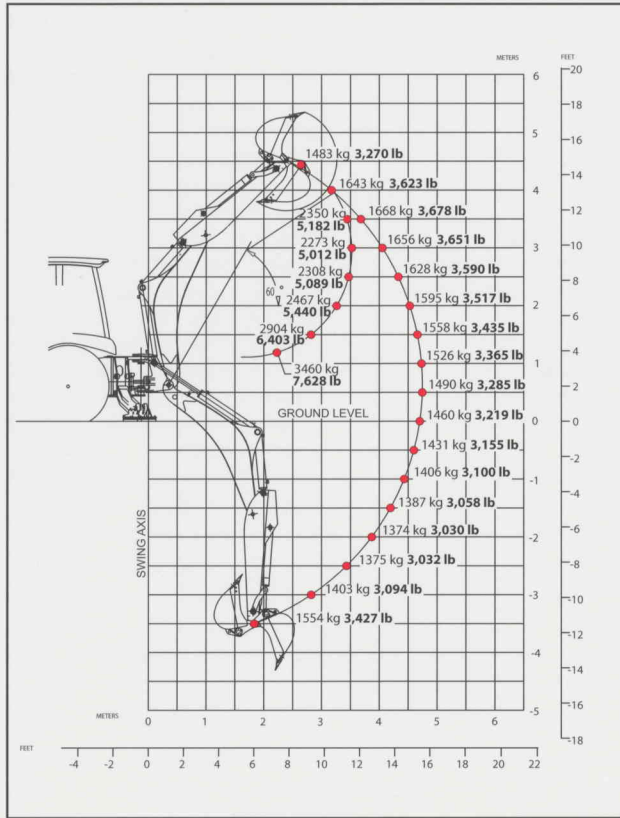 METERS FEET
20
6
18
5
16
14
1483 kg 3,270 lb
4
1643 kg 3,623 lb
12
2350 kg
5,182 lb
1668 kg 3,678 lb
3
2273 kg
5,012 lb
1656 kg 3,651 lb
10
2308 kg
5,089 lb
1628 kg 3,590 lb
8
60°
2
2467 kg
5,440 lb
1595 kg 3,517 lb
6
2904 kg
6,403 lb
1558 kg 3,435 lb
4
1
3460 kg
7,628 lb
1526 kg 3,365 lb
2
1490 kg 3,285 lb
GROUND LEVEL
0
1460 kg 3,219 lb
0
1431 kg 3,155 lb
-2
-1
1406 kg 3,100 lb
-4
1387 kg 3,058 lb
-6
-2
1374 kg 3,030 lb
-8
1375 kg 3,032 lb
-3
1403 kg 3,094 lb
-10
1554 kg 3,427 lb
-12
-4
-14
-16
-5
-18
SWING AXIS
METERS
0 1 2 3 4 5 6
FEET
-4 -2 0 2 4 6 8 10 12 14 16 18 20 22